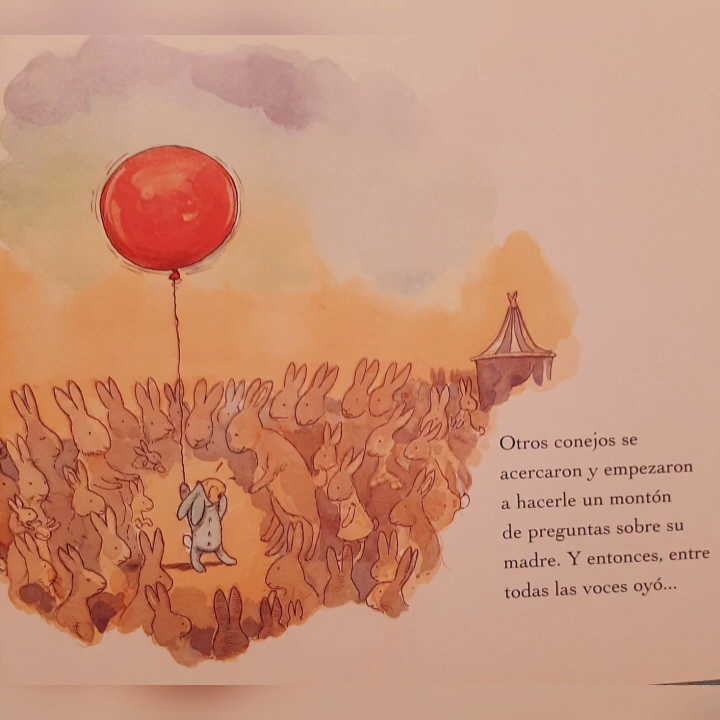 Otros conejos se
acercaron y empezaron
a hacerle un montón
de preguntas sobre su
madre. Y entonces, entre
todas las voces oyó...